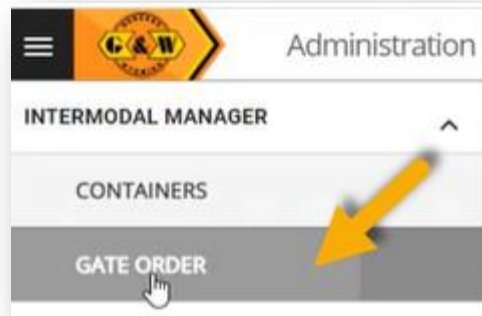 G & W
Administration
INTERMODAL MANAGER
CONTAINERS
GATE ORDER